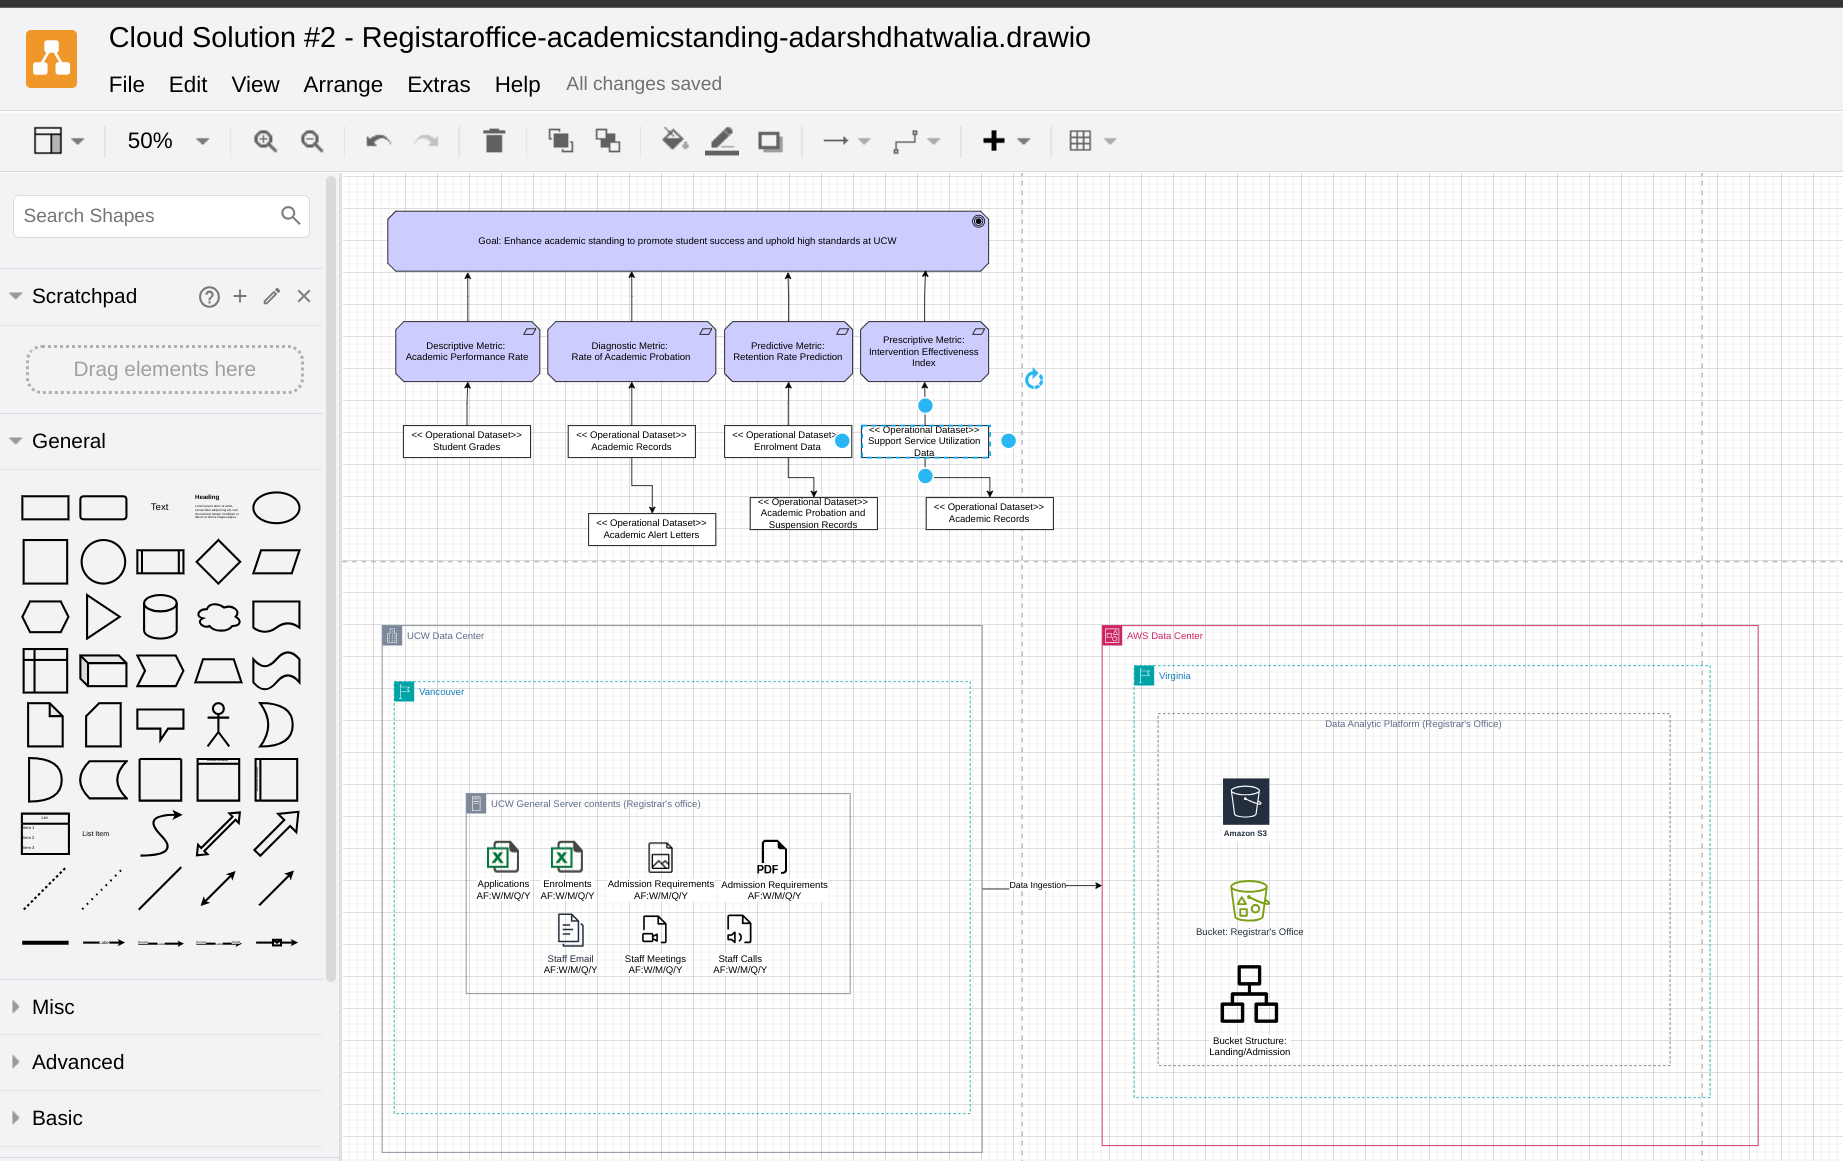 Cloud Solution #2 - Registaroffice-academicstanding-adarshdhatwalia.drawio
File Edit View Arrange Extras Help All changes saved
50%
Search Shapes
Scratchpad
Drag elements here
General
Text
Heading
List
Item 1
Item 2
Item 3
List Item
Misc
Advanced
Basic
Goal: Enhance academic standing to promote student success and uphold high standards at UCW
Descriptive Metric:
Academic Performance Rate
Diagnostic Metric:
Rate of Academic Probation
Predictive Metric:
Retention Rate Prediction
Prescriptive Metric:
Intervention Effectiveness
Index
<< Operational Dataset>>
Student Grades
<< Operational Dataset>>
Academic Records
<< Operational Dataset>>
Enrolment Data
<< Operational Dataset>>
Support Service Utilization
Data
<< Operational Dataset>>
Academic Alert Letters
<< Operational Dataset>>
Academic Probation and
Suspension Records
<< Operational Dataset>>
Academic Records
UCW Data Center
Vancouver
UCW General Server contents (Registrar's office)
Applications
AF:W/M/Q/Y
Enrolments
AF:W/M/Q/Y
Admission Requirements
AF:W/M/Q/Y
PDF
Admission Requirements
AF:W/M/Q/Y
Staff Email
AF:W/M/Q/Y
Staff Meetings
AF:W/M/Q/Y
Staff Calls
AF:W/M/Q/Y
Data Ingestion
AWS Data Center
Virginia
Data Analytic Platform (Registrar's Office)
Amazon S3
Bucket: Registrar's Office
Bucket Structure:
Landing/Admission